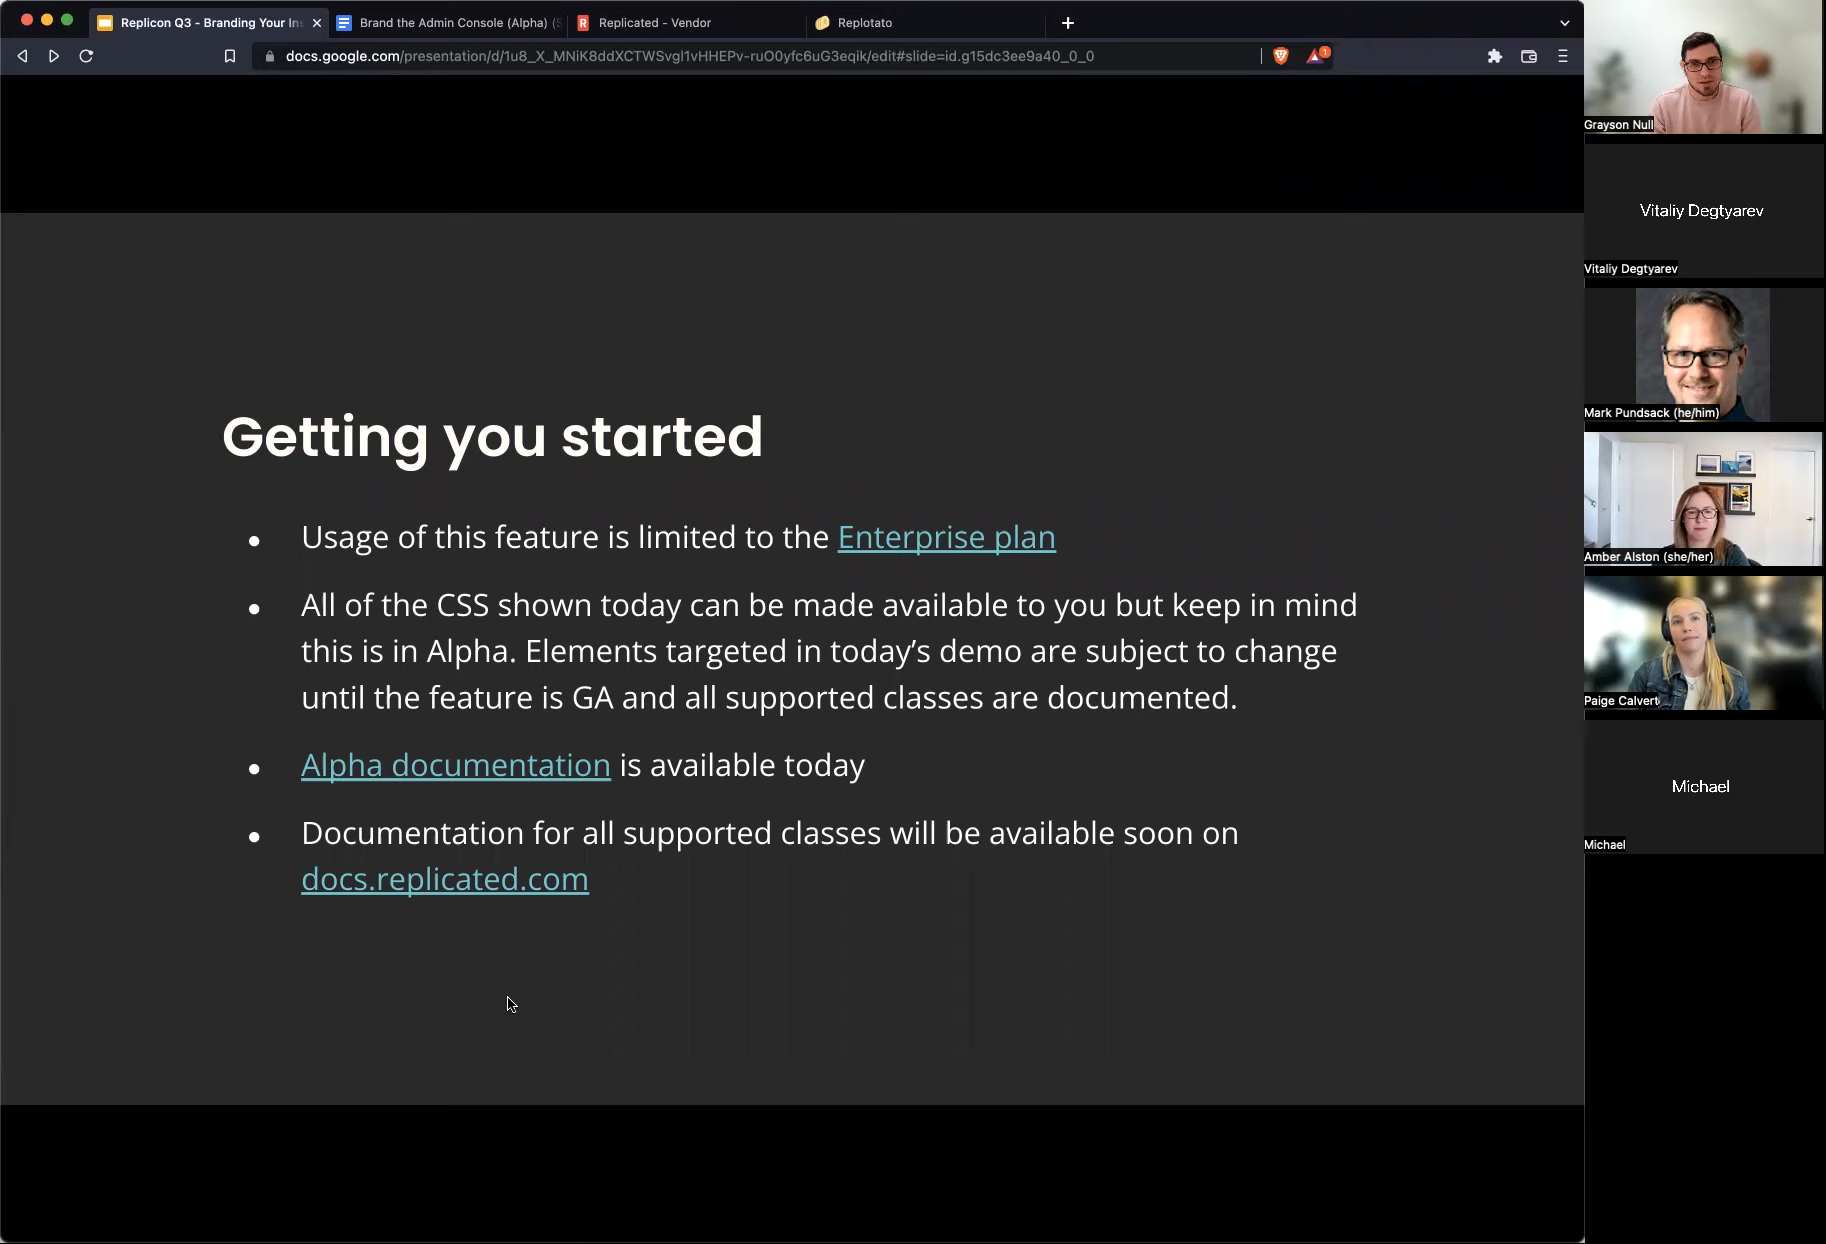 Replicon Q3 - Branding Your Ins
Brand the Admin Console (Alpha) (S
Replicated - Vendor
Replotato
docs.google.com/presentation/d/1u8_X_MNiK8ddXCTWSvgl1vHHEPv-ruO0yfc6uG3eqik/edit#slide=id.g15dc3ee9a40_0_0
1
Getting you started
● Usage of this feature is limited to the Enterprise plan
● All of the CSS shown today can be made available to you but keep in mind
this is in Alpha. Elements targeted in today's demo are subject to change
until the feature is GA and all supported classes are documented.
● Alpha documentation is available today
● Documentation for all supported classes will be available soon on
docs.replicated.com
Grayson Null
Vitaliy Degtyarev
Vitaliy Degtyarev
Mark Pundsack (he/him)
Amber Alston (she/her)
Paige Calvert
Michael
Michael